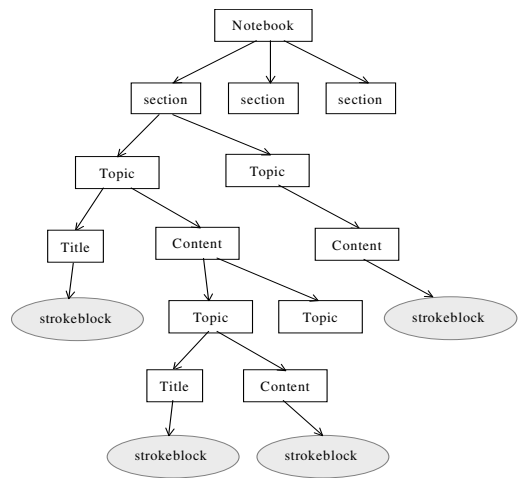 Notebook
section
section
section
Topic
Topic
Title
Content
Content
strokeblock
Topic
Topic
strokeblock
Title
Content
strokeblock
strokeblock